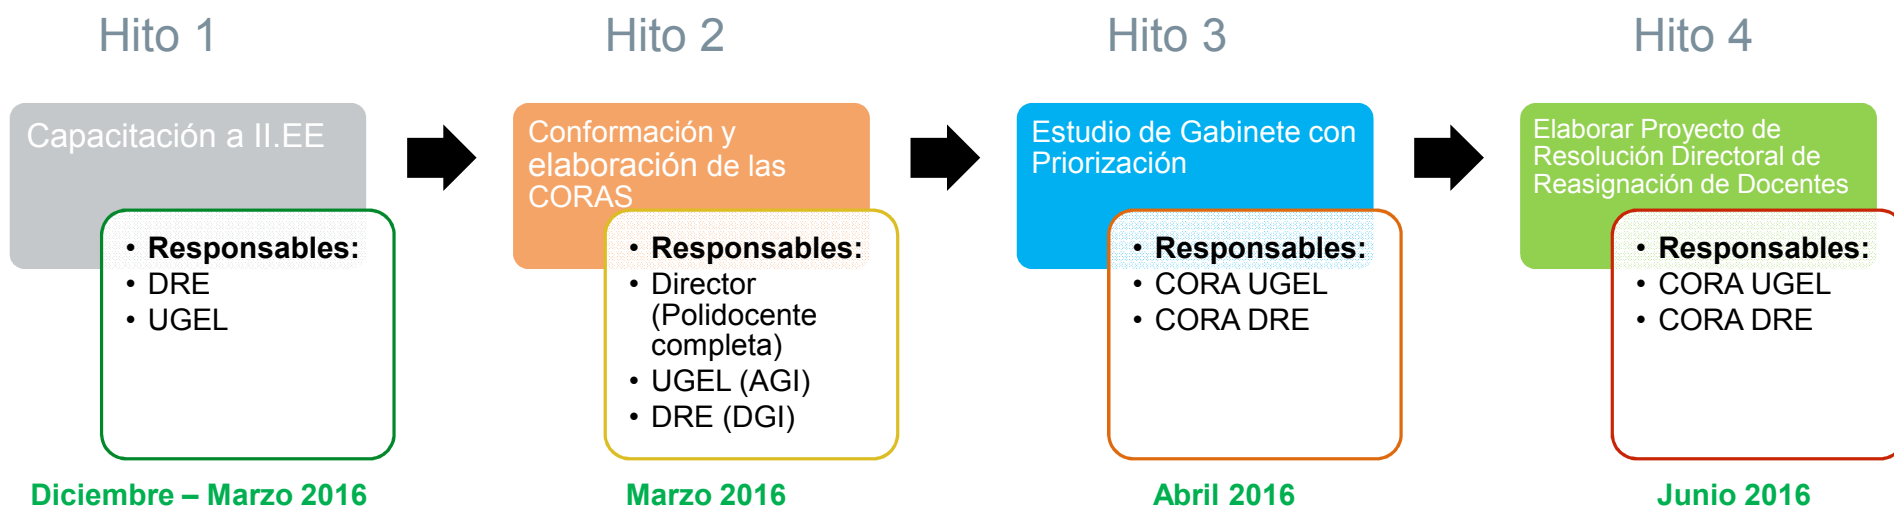 Hito 1
Capacitación a II.EE
• Responsables:
• DRE
• UGEL
Diciembre – Marzo 2016
Hito 2
Conformación y
elaboración de las
CORAS
• Responsables:
• Director
(Polidocente
completa)
• UGEL (AGI)
• DRE (DGI)
Marzo 2016
Hito 3
Estudio de Gabinete con
Priorización
• Responsables:
• CORA UGEL
• CORA DRE
Abril 2016
Hito 4
Elaborar Proyecto de
Resolución Directoral de
Reasignación de Docentes
• Responsables:
• CORA UGEL
• CORA DRE
Junio 2016